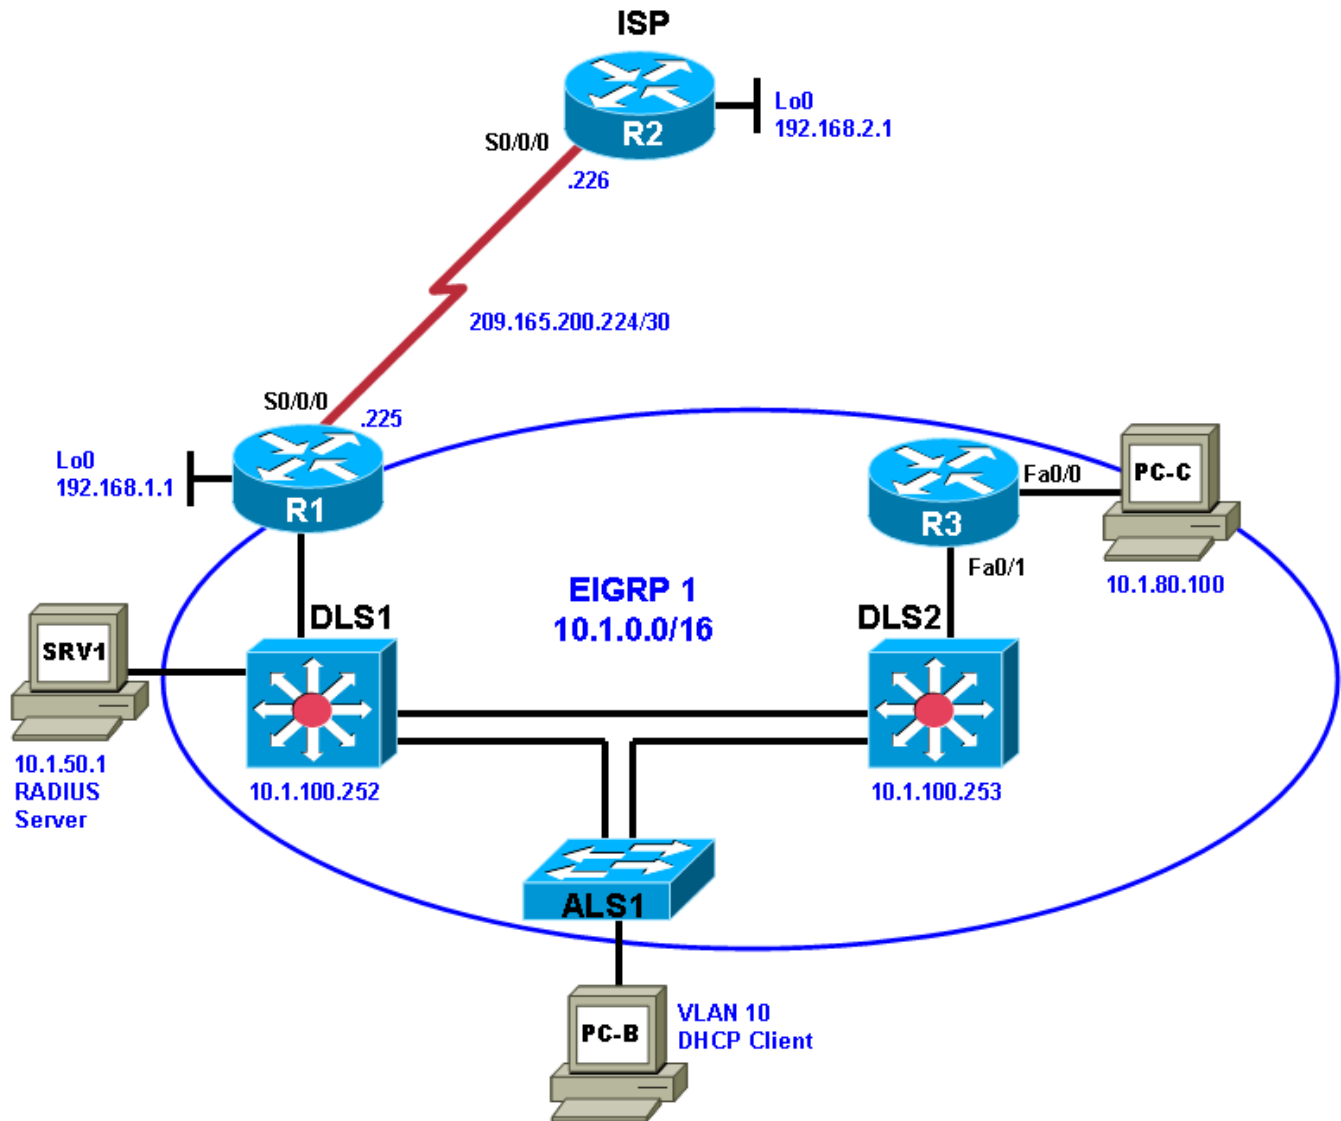 ISP
R2
Lo0
192.168.2.1
S0/0/0
.226
209.165.200.224/30
S0/0/0
.225
Lo0
192.168.1.1
R1
R3
Fa0/0
PC-C
Fa0/1
10.1.80.100
EIGRP 1
10.1.0.0/16
DLS1
DLS2
SRV1
10.1.50.1
RADIUS
Server
10.1.100.252
10.1.100.253
ALS1
PC-B
VLAN 10
DHCP Client